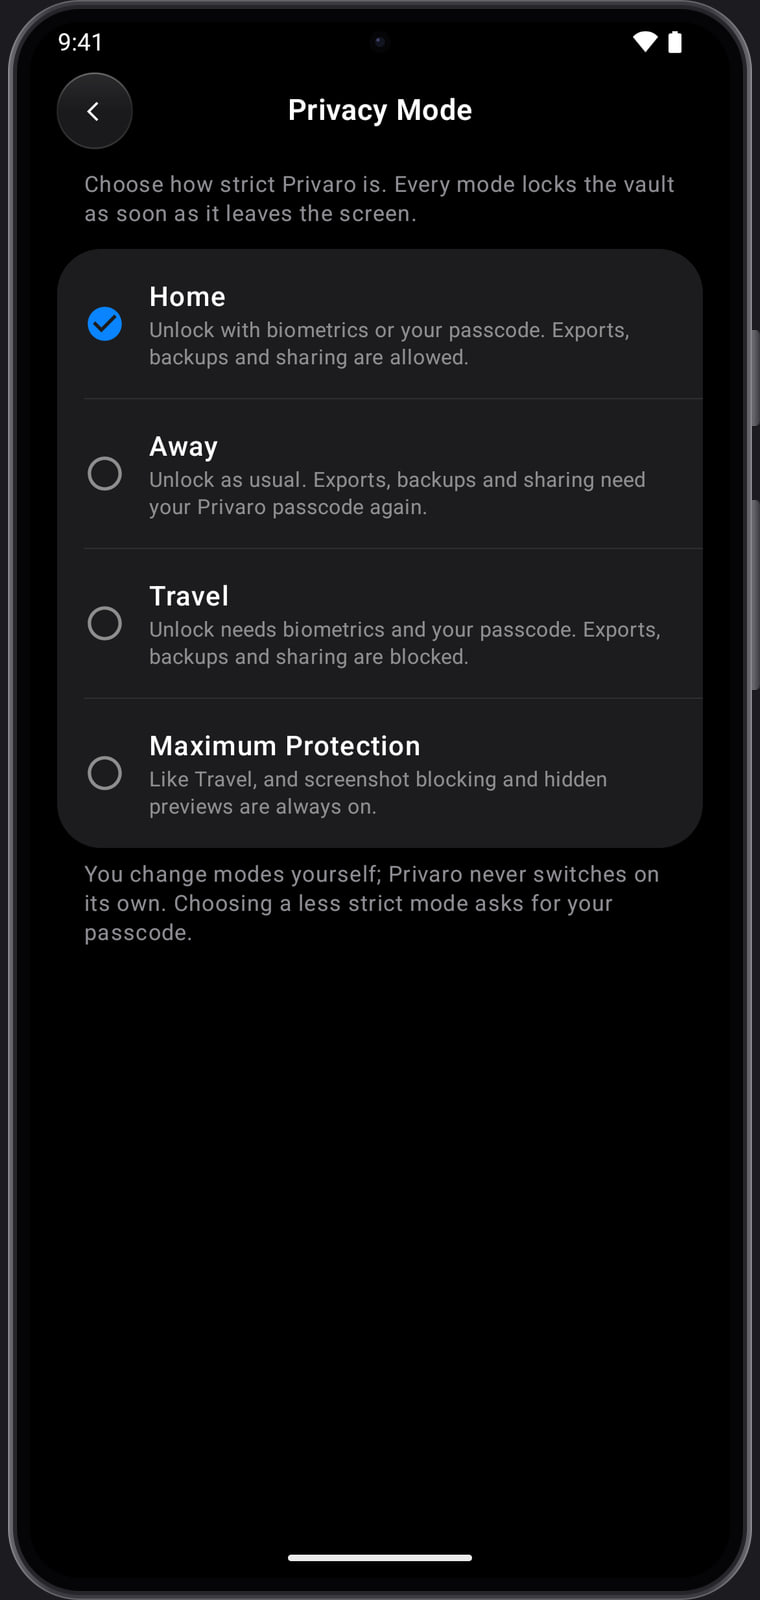 9:41
Privacy Mode
Choose how strict Privaro is. Every mode locks the vault
as soon as it leaves the screen.
Home
Unlock with biometrics or your passcode. Exports,
backups and sharing are allowed.
Away
Unlock as usual. Exports, backups and sharing need
your Privaro passcode again.
Travel
Unlock needs biometrics and your passcode. Exports,
backups and sharing are blocked.
Maximum Protection
Like Travel, and screenshot blocking and hidden
previews are always on.
You change modes yourself; Privaro never switches on
its own. Choosing a less strict mode asks for your
passcode.